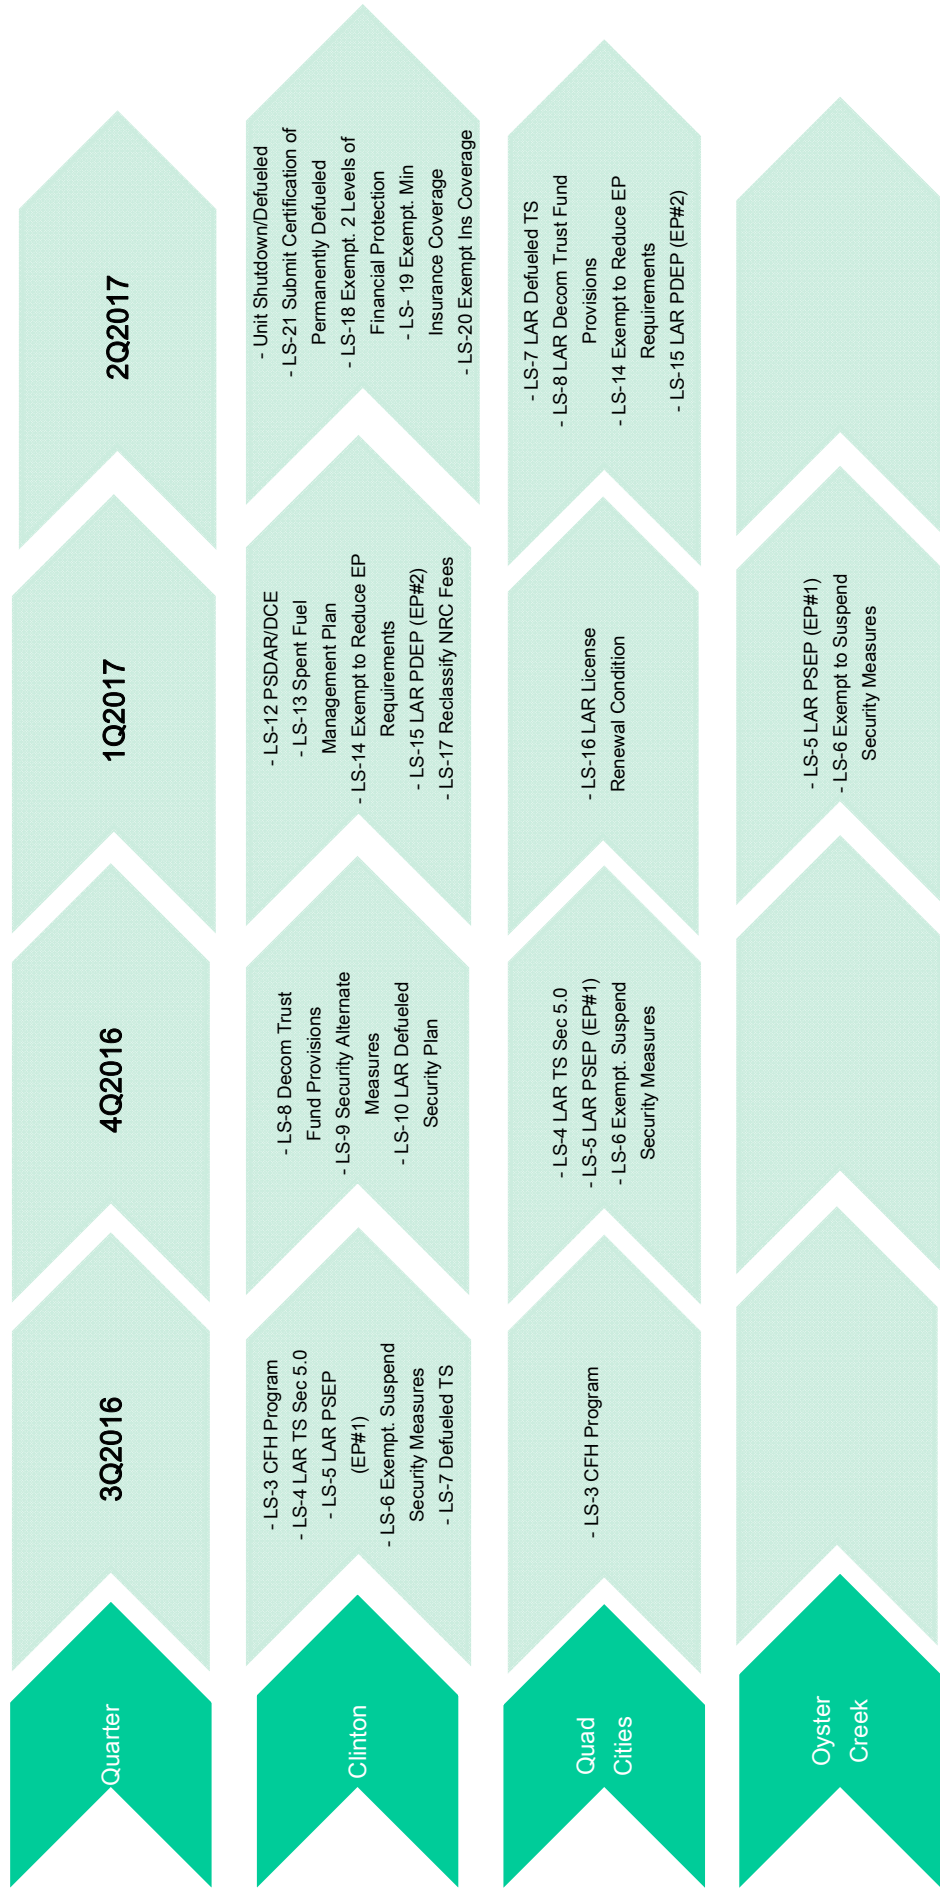 Quarter
3Q2016
4Q2016
1Q2017
2Q2017
Clinton
- LS-3 CFH Program
- LS-4 LAR TS Sec 5.0
- LS-5 LAR PSEP
(EP#1)
- LS-6 Exempt. Suspend
Security Measures
- LS-7 Defueled TS
- LS-8 Decom Trust
Fund Provisions
- LS-9 Security Alternate
Measures
- LS-10 LAR Defueled
Security Plan
- LS-12 PSDAR/DCE
- LS-13 Spent Fuel
Management Plan
- LS-14 Exempt to Reduce EP
Requirements
- LS-15 LAR PDEP (EP#2)
- LS-17 Reclassify NRC Fees
- Unit Shutdown/Defueled
- LS-21 Submit Certification of
Permanently Defueled
- LS-18 Exempt. 2 Levels of
Financial Protection
- LS- 19 Exempt. Min
Insurance Coverage
- LS-20 Exempt Ins Coverage
Quad
Cities
- LS-3 CFH Program
- LS-4 LAR TS Sec 5.0
- LS-5 LAR PSEP (EP#1)
- LS-6 Exempt. Suspend
Security Measures
- LS-16 LAR License
Renewal Condition
- LS-7 LAR Defueled TS
- LS-8 LAR Decom Trust Fund
Provisions
- LS-14 Exempt to Reduce EP
Requirements
- LS-15 LAR PDEP (EP#2)
Oyster
Creek
- LS-5 LAR PSEP (EP#1)
- LS-6 Exempt to Suspend
Security Measures